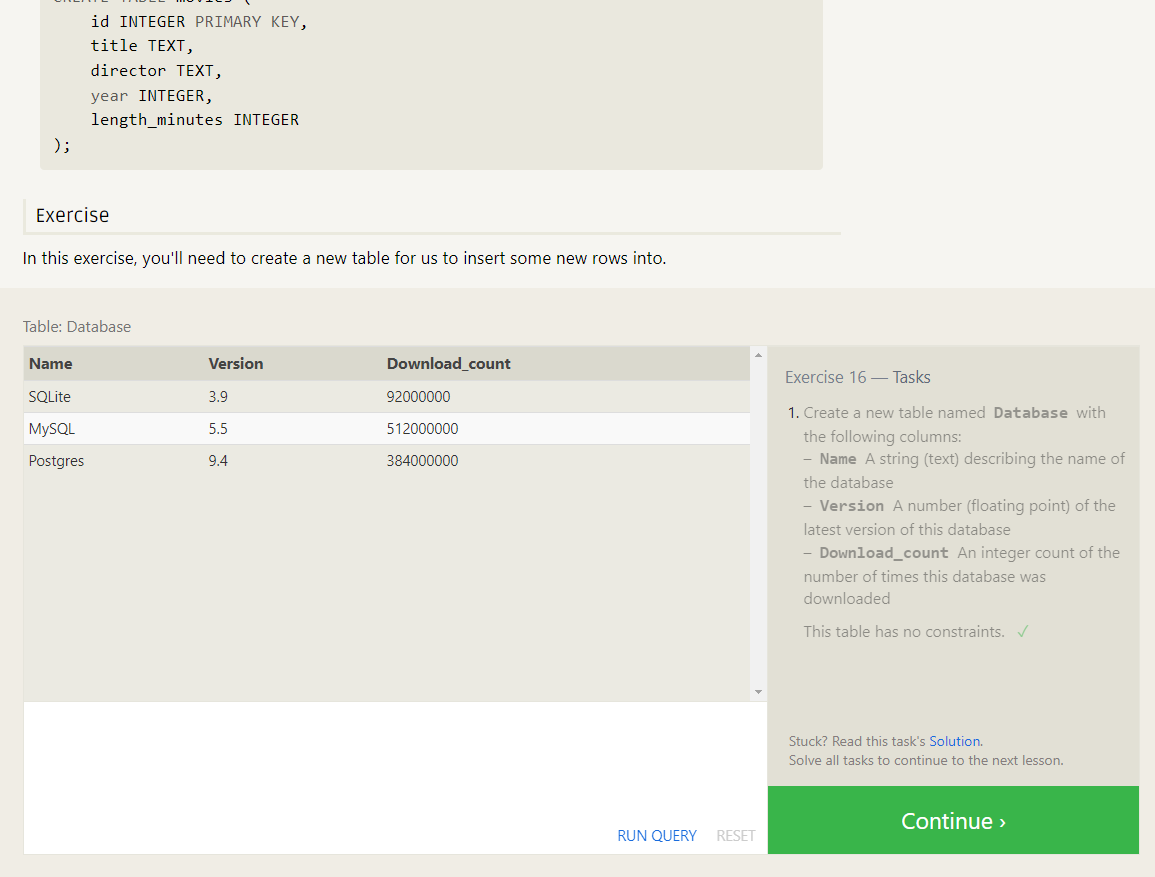 CREATE TABLE movies (
id INTEGER PRIMARY KEY,
title TEXT,
director TEXT,
year INTEGER,
length_minutes INTEGER
);
Exercise
In this exercise, you'll need to create a new table for us to insert some new rows into.
Table: Database
Name Version Download_count
SQLite 3.9 92000000
MySQL 5.5 512000000
Postgres 9.4 384000000
RUN QUERY RESET
Exercise 16 — Tasks
1. Create a new table named Database with
the following columns:
– Name A string (text) describing the name of
the database
– Version A number (floating point) of the
latest version of this database
– Download_count An integer count of the
number of times this database was
downloaded
This table has no constraints. ✓
Stuck? Read this task's Solution.
Solve all tasks to continue to the next lesson.
Continue ›